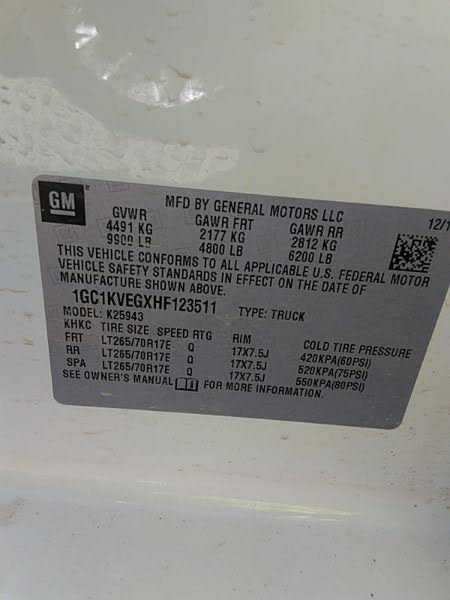 GM
MFD BY GENERAL MOTORS LLC
12/1
GVWR GAWR FRT GAWR RR
4491 KG 2177 KG 2812 KG
9900 LB 4800 LB 6200 LB
THIS VEHICLE CONFORMS TO ALL APPLICABLE U.S. FEDERAL MOTOR
VEHICLE SAFETY STANDARDS IN EFFECT ON THE DATE OF
MANUFACTURE SHOWN ABOVE.
1GC1KVEGXHF123511 TYPE: TRUCK
MODEL: K25943
KHKC TIRE SIZE SPEED RTG RIM COLD TIRE PRESSURE
FRT LT265/70R17E Q 17X7.5J 420KPA(60PSI)
RR LT265/70R17E Q 17X7.5J 520KPA(75PSI)
SPA LT265/70R17E Q 17X7.5J 550KPA(80PSI)
SEE OWNER'S MANUAL FOR MORE INFORMATION.